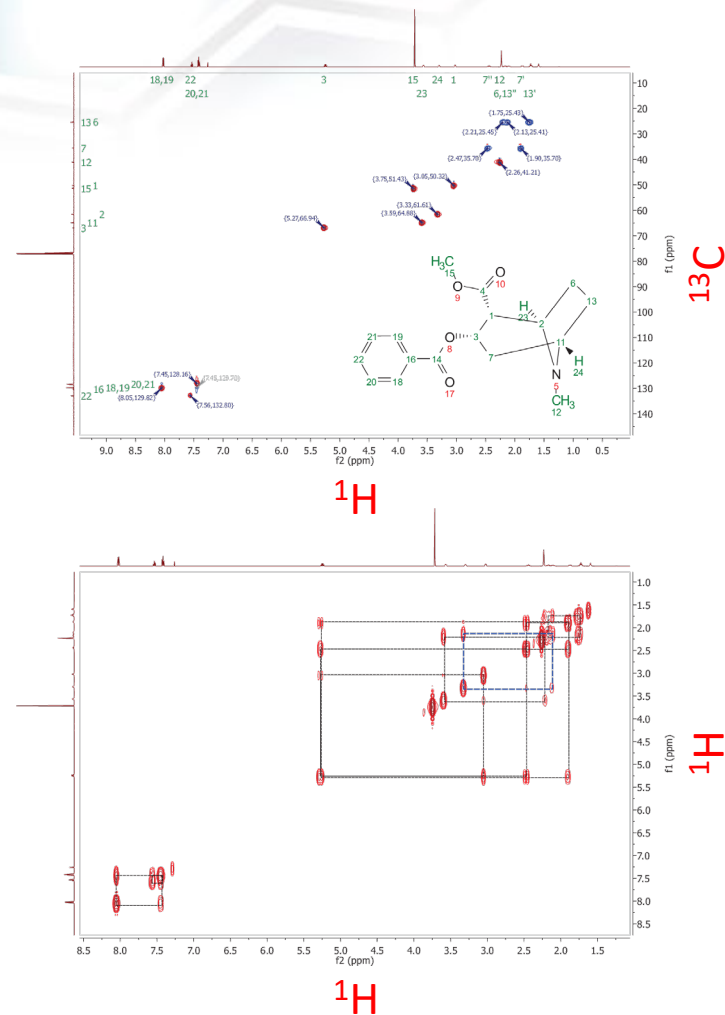 18,19 22 3 15 24 1 7" 12 7'
20,21 23 6,13" 13'
13 6
7
12
15 1
2
3 11
22 16 18,19 20,21
{1.75,25.43}
{2.21,25.45} {2.13,25.41}
{2.47,35.70} {1.90,35.70}
{2.26,41.21}
{3.75,51.43} {3.05,50.32}
{3.33,61.61}
{3.59,64.88}
{5.27,66.94}
{7.45,128.16} {7.45,128.70}
{8.05,129.82} {7.56,132.80}
H₃C
15
O O
9 10
4
H
23
1 2 6 13
O
8
3 7 11
H
24
N
5
CH₃
12
21 19
22 16 14
20 18
O
17
10
20
30
40
50
60
70
80
90
100
110
120
130
140
f1 (ppm)
¹³C
9.0 8.5 8.0 7.5 7.0 6.5 6.0 5.5 5.0 4.5 4.0 3.5 3.0 2.5 2.0 1.5 1.0 0.5
f2 (ppm)
¹H
1.0
1.5
2.0
2.5
3.0
3.5
4.0
4.5
5.0
5.5
6.0
6.5
7.0
7.5
8.0
8.5
f1 (ppm)
¹H
8.5 8.0 7.5 7.0 6.5 6.0 5.5 5.0 4.5 4.0 3.5 3.0 2.5 2.0 1.5
f2 (ppm)
¹H